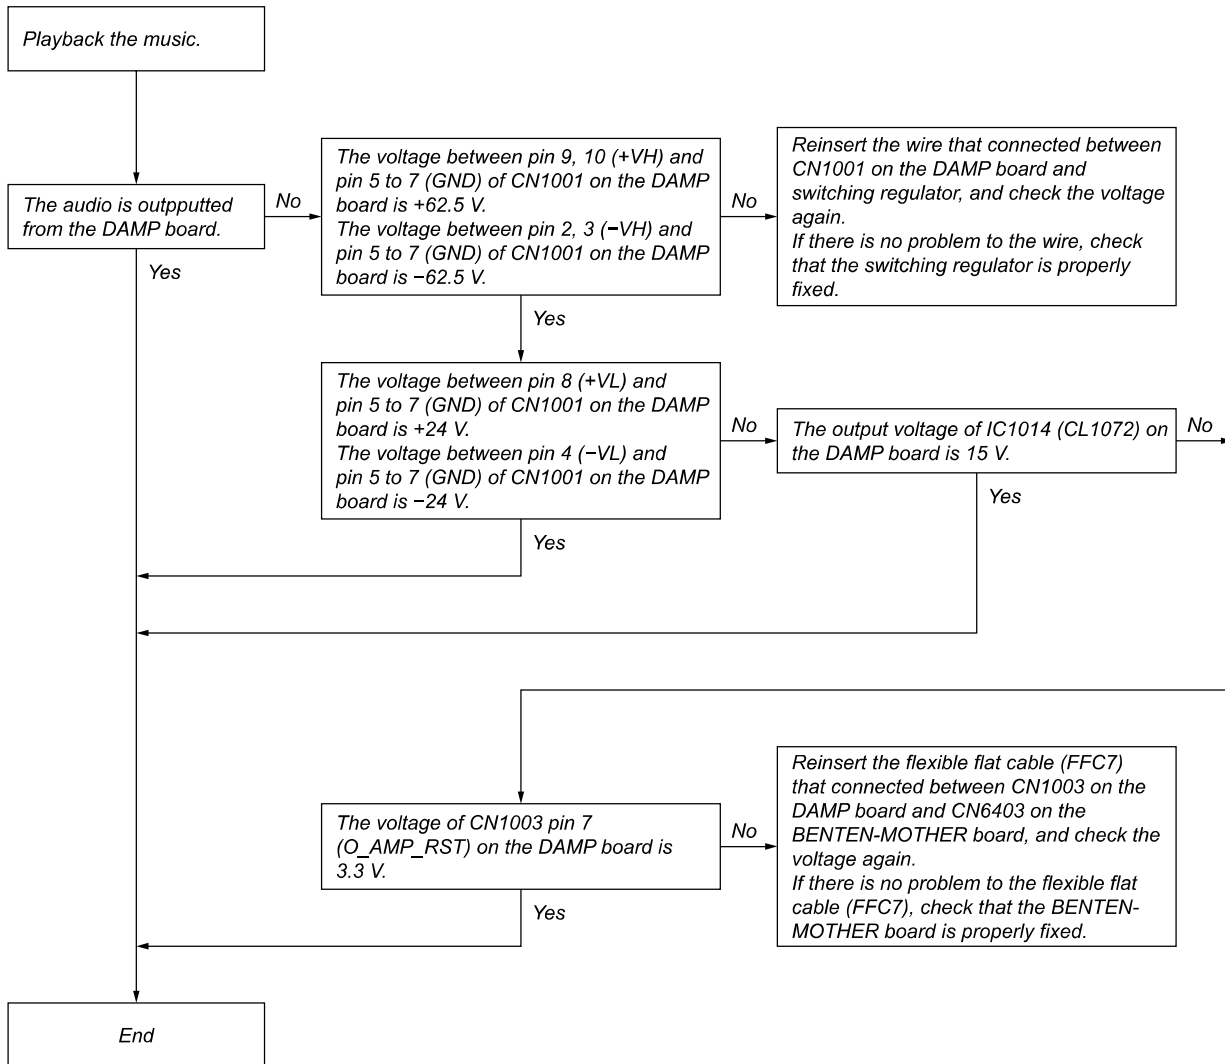 Playback the music.
The audio is outpputted
from the DAMP board.
No
Yes
The voltage between pin 9, 10 (+VH) and
pin 5 to 7 (GND) of CN1001 on the DAMP
board is +62.5 V.
The voltage between pin 2, 3 (−VH) and
pin 5 to 7 (GND) of CN1001 on the DAMP
board is −62.5 V.
No
Yes
Reinsert the wire that connected between
CN1001 on the DAMP board and
switching regulator, and check the voltage
again.
If there is no problem to the wire, check
that the switching regulator is properly
fixed.
The voltage between pin 8 (+VL) and
pin 5 to 7 (GND) of CN1001 on the DAMP
board is +24 V.
The voltage between pin 4 (−VL) and
pin 5 to 7 (GND) of CN1001 on the DAMP
board is −24 V.
No
Yes
The output voltage of IC1014 (CL1072) on
the DAMP board is 15 V.
No
Yes
The voltage of CN1003 pin 7
(O_AMP_RST) on the DAMP board is
3.3 V.
No
Yes
Reinsert the flexible flat cable (FFC7)
that connected between CN1003 on the
DAMP board and CN6403 on the
BENTEN-MOTHER board, and check the
voltage again.
If there is no problem to the flexible flat
cable (FFC7), check that the BENTEN-
MOTHER board is properly fixed.
End